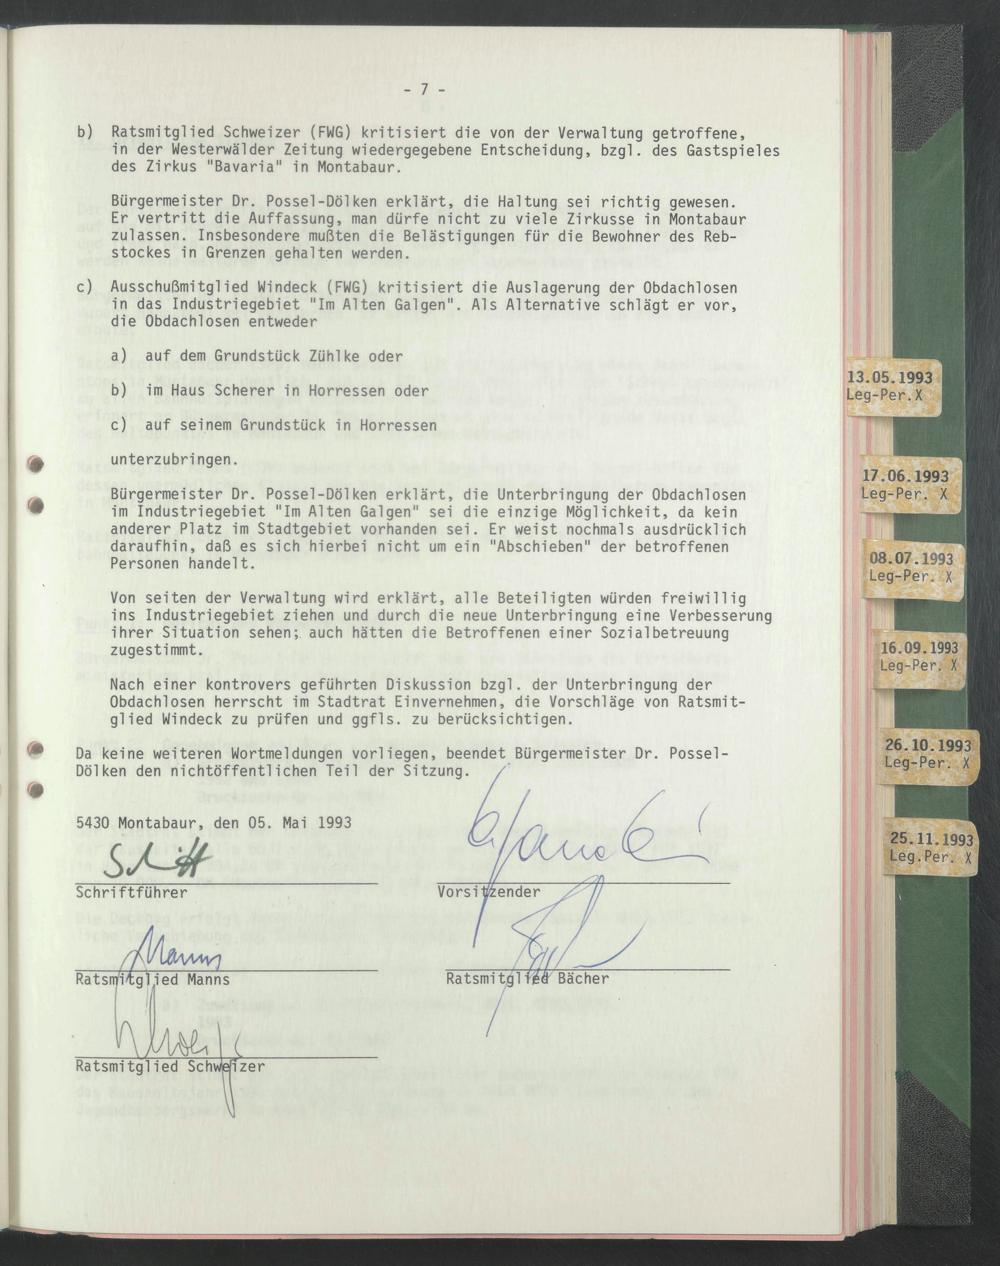 - 7 -
b) Ratsmitglied Schweizer (FWG) kritisiert die von der Verwaltung getroffene,
in der Westerwälder Zeitung wiedergegebene Entscheidung, bzgl. des Gastspieles
des Zirkus "Bavaria" in Montabaur.
Bürgermeister Dr. Possel-Dölken erklärt, die Haltung sei richtig gewesen.
Er vertritt die Auffassung, man dürfe nicht zu viele Zirkusse in Montabaur
zulassen. Insbesondere mußten die Belästigungen für die Bewohner des Reb-
stockes in Grenzen gehalten werden.
c) Ausschußmitglied Windeck (FWG) kritisiert die Auslagerung der Obdachlosen
in das Industriegebiet "Im Alten Galgen". Als Alternative schlägt er vor,
die Obdachlosen entweder
a) auf dem Grundstück Zühlke oder
b) im Haus Scherer in Horressen oder
c) auf seinem Grundstück in Horressen
unterzubringen.
Bürgermeister Dr. Possel-Dölken erklärt, die Unterbringung der Obdachlosen
im Industriegebiet "Im Alten Galgen" sei die einzige Möglichkeit, da kein
anderer Platz im Stadtgebiet vorhanden sei. Er weist nochmals ausdrücklich
daraufhin, daß es sich hierbei nicht um ein "Abschieben" der betroffenen
Personen handelt.
Von seiten der Verwaltung wird erklärt, alle Beteiligten würden freiwillig
ins Industriegebiet ziehen und durch die neue Unterbringung eine Verbesserung
ihrer Situation sehen; auch hätten die Betroffenen einer Sozialbetreuung
zugestimmt.
Nach einer kontrovers geführten Diskussion bzgl. der Unterbringung der
Obdachlosen herrscht im Stadtrat Einvernehmen, die Vorschläge von Ratsmit-
glied Windeck zu prüfen und ggfls. zu berücksichtigen.
Da keine weiteren Wortmeldungen vorliegen, beendet Bürgermeister Dr. Possel-
Dölken den nichtöffentlichen Teil der Sitzung.
5430 Montabaur, den 05. Mai 1993
Schriftführer
Vorsitzender
Manns
Ratsmitglied Manns
Ratsmitglied Bächer
Ratsmitglied Schweizer
13.05.1993
Leg-Per.X
17.06.1993
Leg-Per. X
08.07.1993
Leg-Per. X
16.09.1993
Leg-Per. X
26.10.1993
Leg-Per. X
25.11.1993
Leg.Per. X